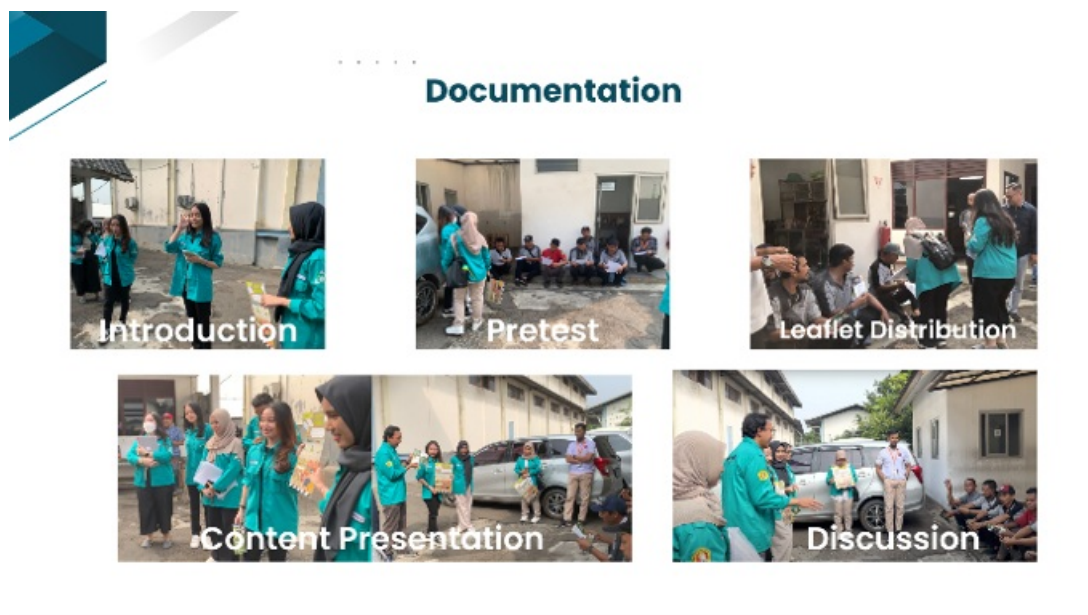 Documentation
Introduction
Pretest
Leaflet Distribution
Content Presentation
Discussion